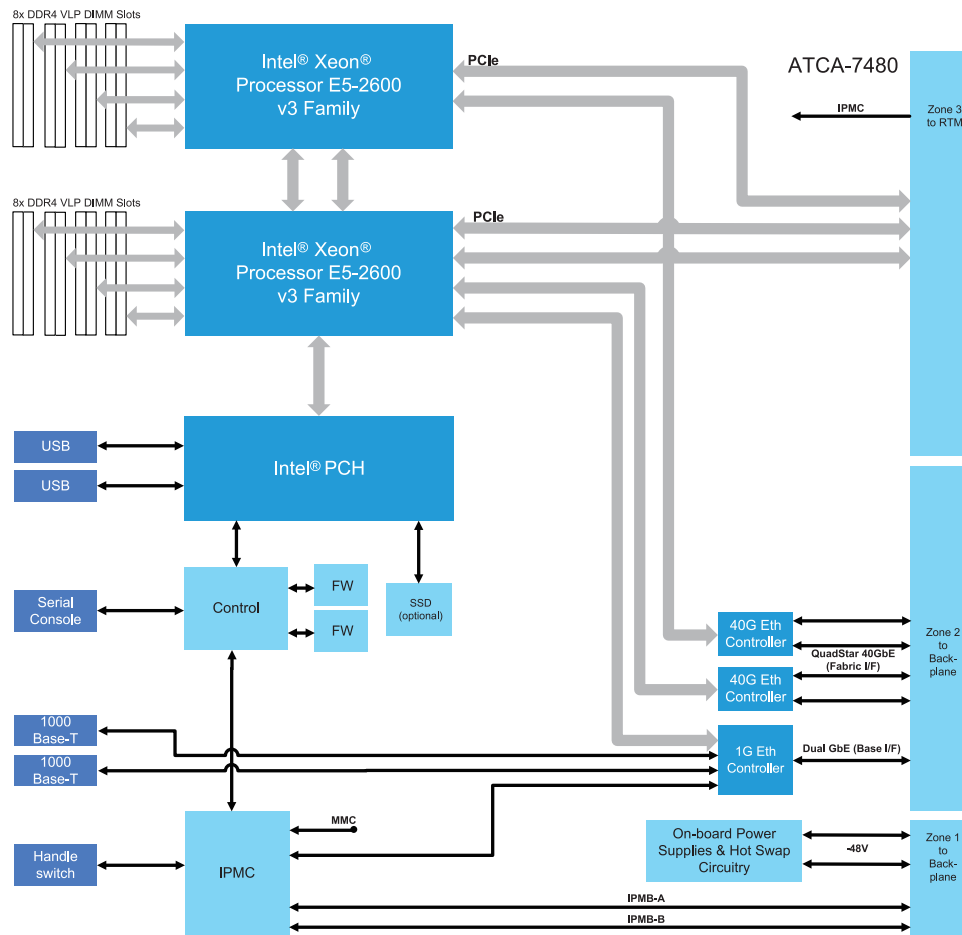 8x DDR4 VLP DIMM Slots
Intel® Xeon®
Processor E5-2600
v3 Family
PCIe
ATCA-7480
IPMC
Zone 3
to RTM
8x DDR4 VLP DIMM Slots
Intel® Xeon®
Processor E5-2600
v3 Family
PCIe
USB
USB
Intel® PCH
Serial
Console
Control
FW
FW
SSD
(optional)
40G Eth
Controller
QuadStar 40GbE
(Fabric I/F)
40G Eth
Controller
Zone 2
to
Back-
plane
1000
Base-T
1000
Base-T
1G Eth
Controller
Dual GbE (Base I/F)
MMC
Handle
switch
IPMC
On-board Power
Supplies & Hot Swap
Circuitry
-48V
Zone 1
to
Back-
plane
IPMB-A
IPMB-B